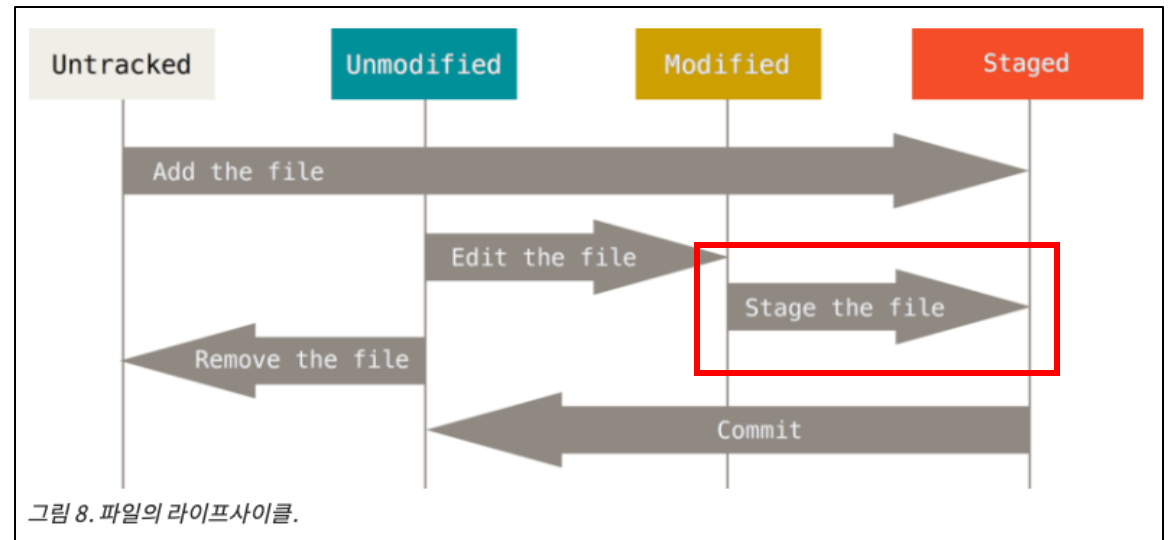 Untracked
Unmodified
Modified
Staged
Add the file
Edit the file
Stage the file
Remove the file
Commit
그림 8. 파일의 라이프사이클.